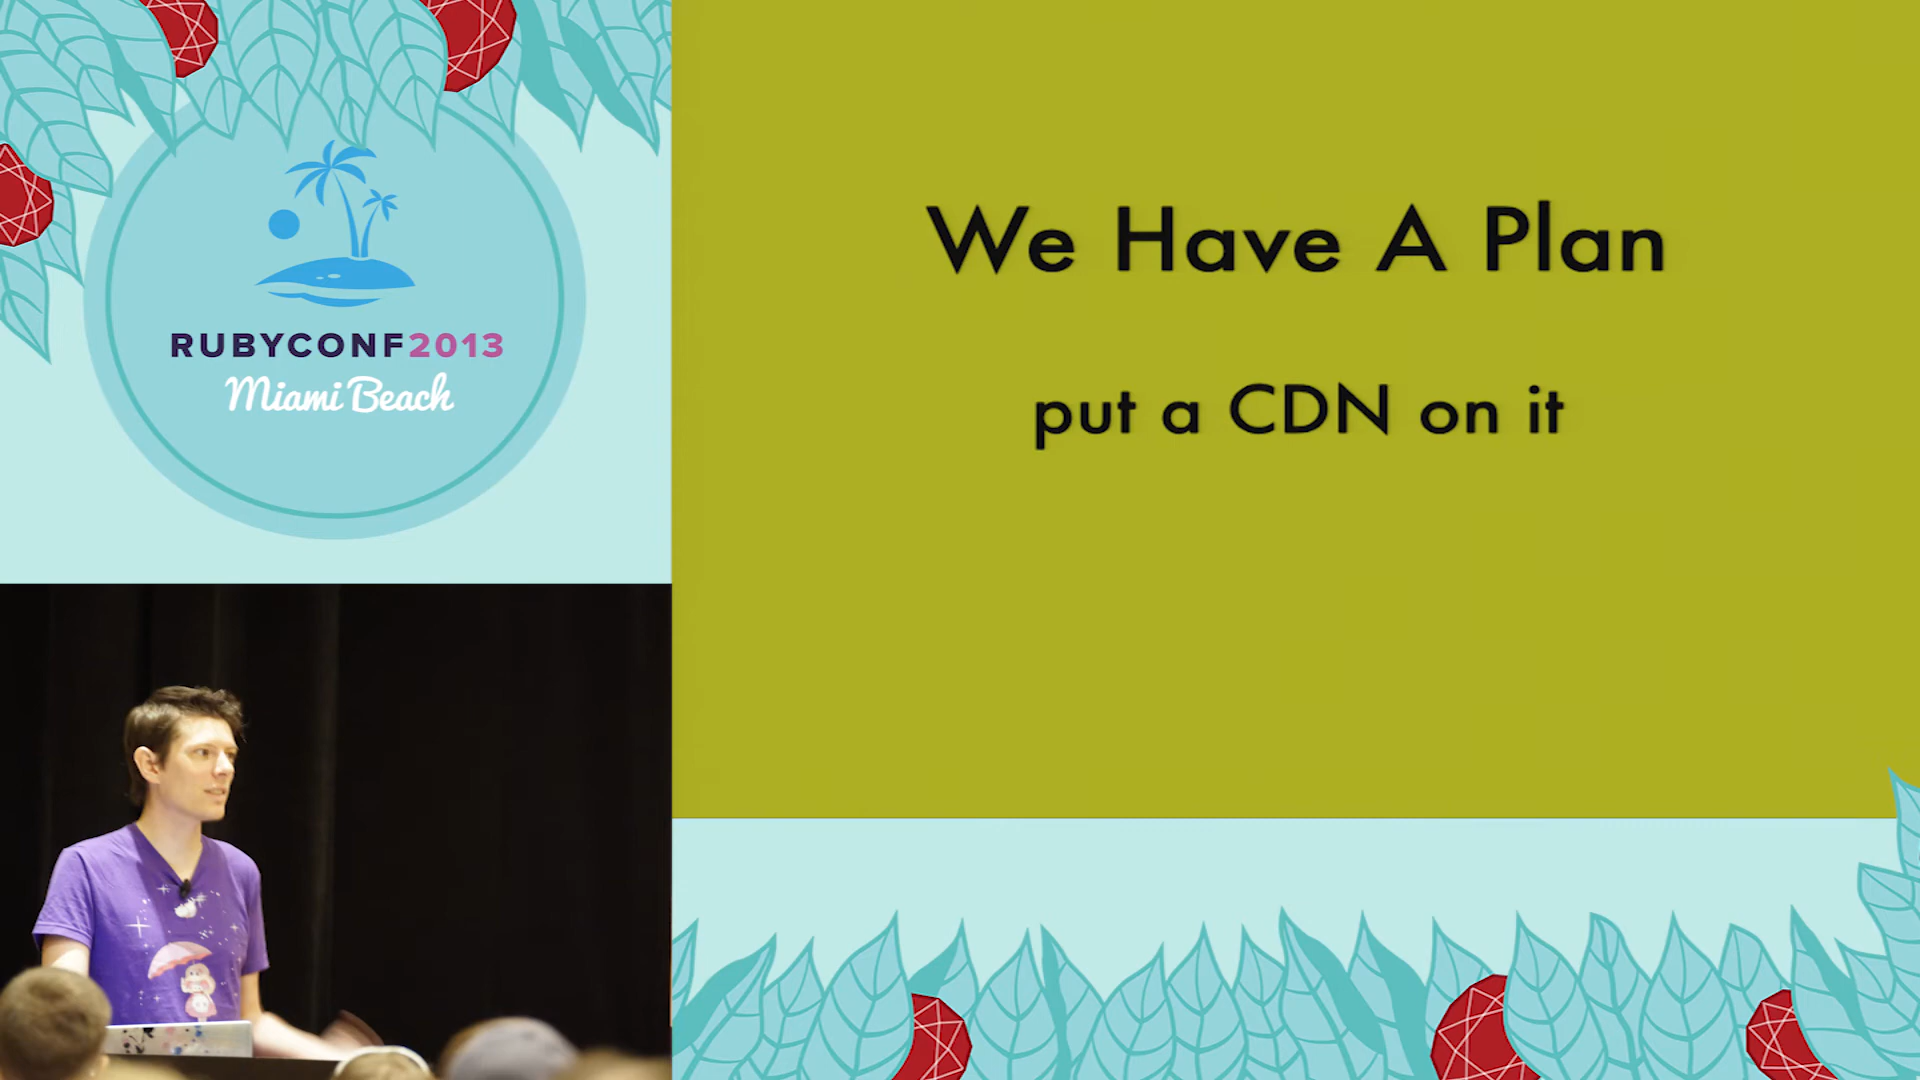 RUBYCONF2013
Miami Beach
We Have A Plan
put a CDN on it